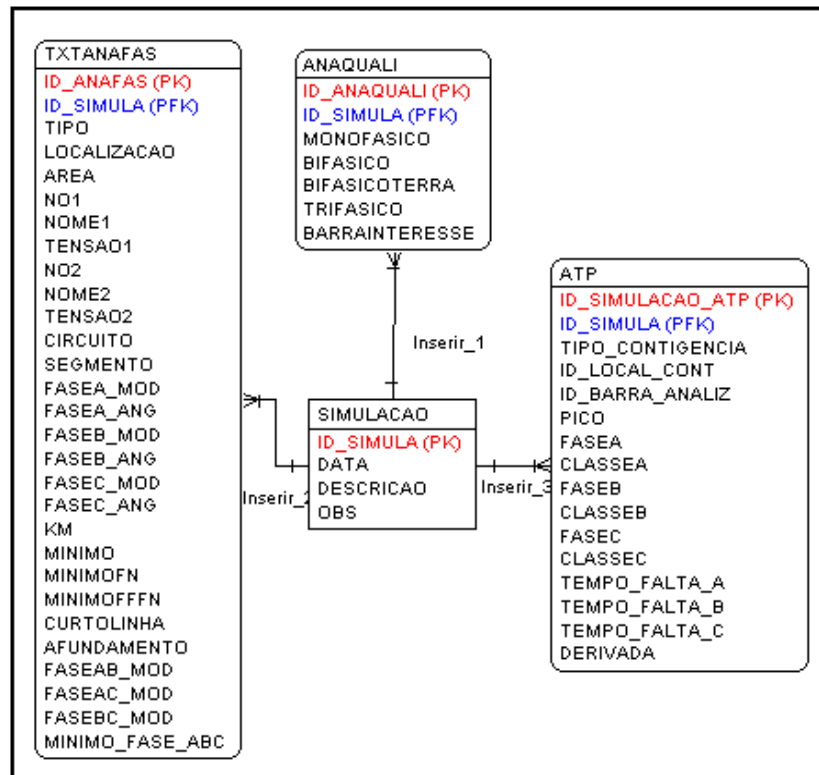 TXTANAFAS
ID_ANAFAS (PK)
ID_SIMULA (PFK)
TIPO
LOCALIZACAO
AREA
NO1
NOME1
TENSAO1
NO2
NOME2
TENSAO2
CIRCUITO
SEGMENTO
FASEA_MOD
FASEA_ANG
FASEB_MOD
FASEB_ANG
FASEC_MOD
FASEC_ANG
KM
MINIMO
MINIMOFN
MINIMOFFFN
CURTOLINHA
AFUNDAMENTO
FASEAB_MOD
FASEAC_MOD
FASEBC_MOD
MINIMO_FASE_ABC
ANAQUALI
ID_ANAQUALI (PK)
ID_SIMULA (PFK)
MONOFASICO
BIFASICO
BIFASICOTERRA
TRIFASICO
BARRAINTERESSE
Inserir_1
SIMULACAO
ID_SIMULA (PK)
DATA
DESCRICAO
OBS
Inserir_2
Inserir_3
ATP
ID_SIMULACAO_ATP (PK)
ID_SIMULA (PFK)
TIPO_CONTIGENCIA
ID_LOCAL_CONT
ID_BARRA_ANALIZ
PICO
FASEA
CLASSEA
FASEB
CLASSEB
FASEC
CLASSEC
TEMPO_FALTA_A
TEMPO_FALTA_B
TEMPO_FALTA_C
DERIVADA